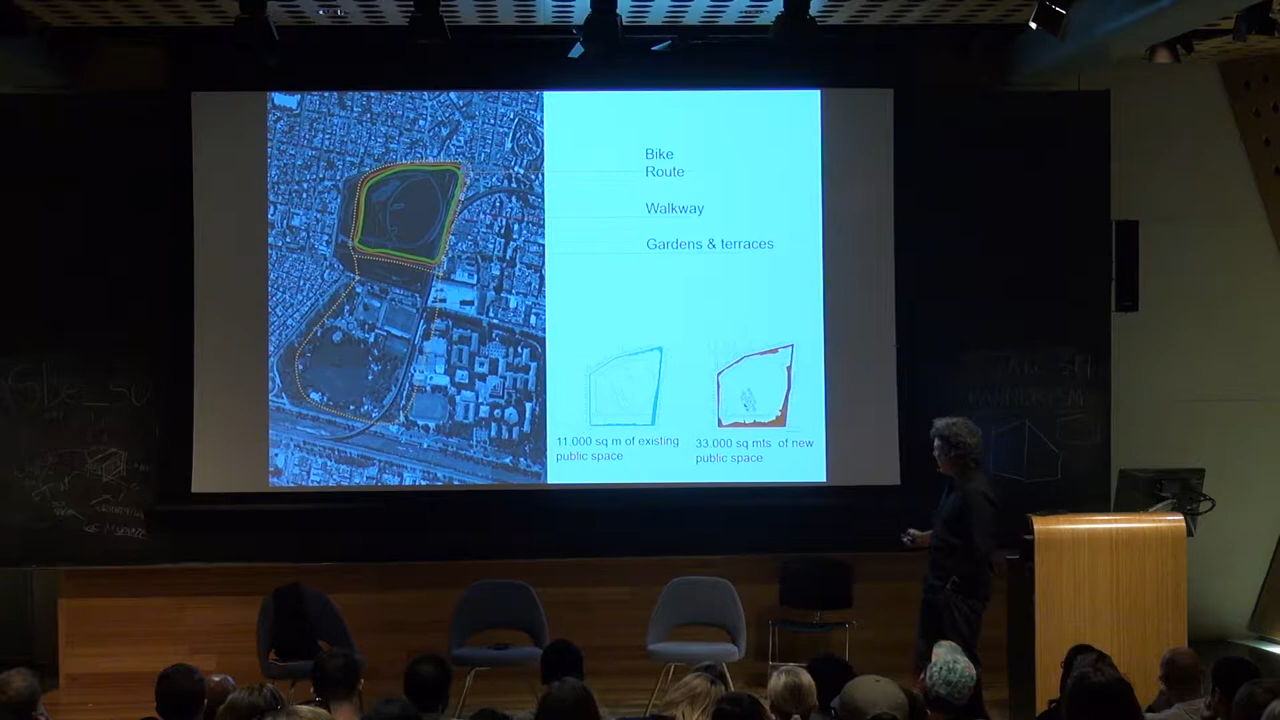 Bike
Route
Walkway
Gardens & terraces
11.000 sq m of existing
public space
33.000 sq mts of new
public space